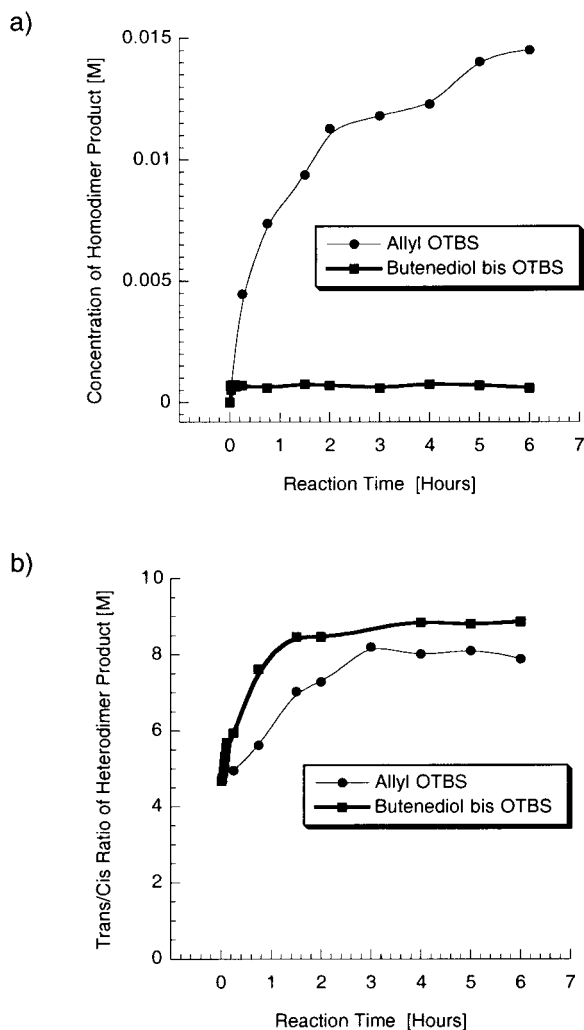 a)
Concentration of Homodimer Product [M]
0.015
0.01
0.005
0
Allyl OTBS
Butenediol bis OTBS
0 1 2 3 4 5 6 7
Reaction Time [Hours]
b)
Trans/Cis Ratio of Heterodimer Product [M]
10
8
6
4
2
0
Allyl OTBS
Butenediol bis OTBS
0 1 2 3 4 5 6 7
Reaction Time [Hours]